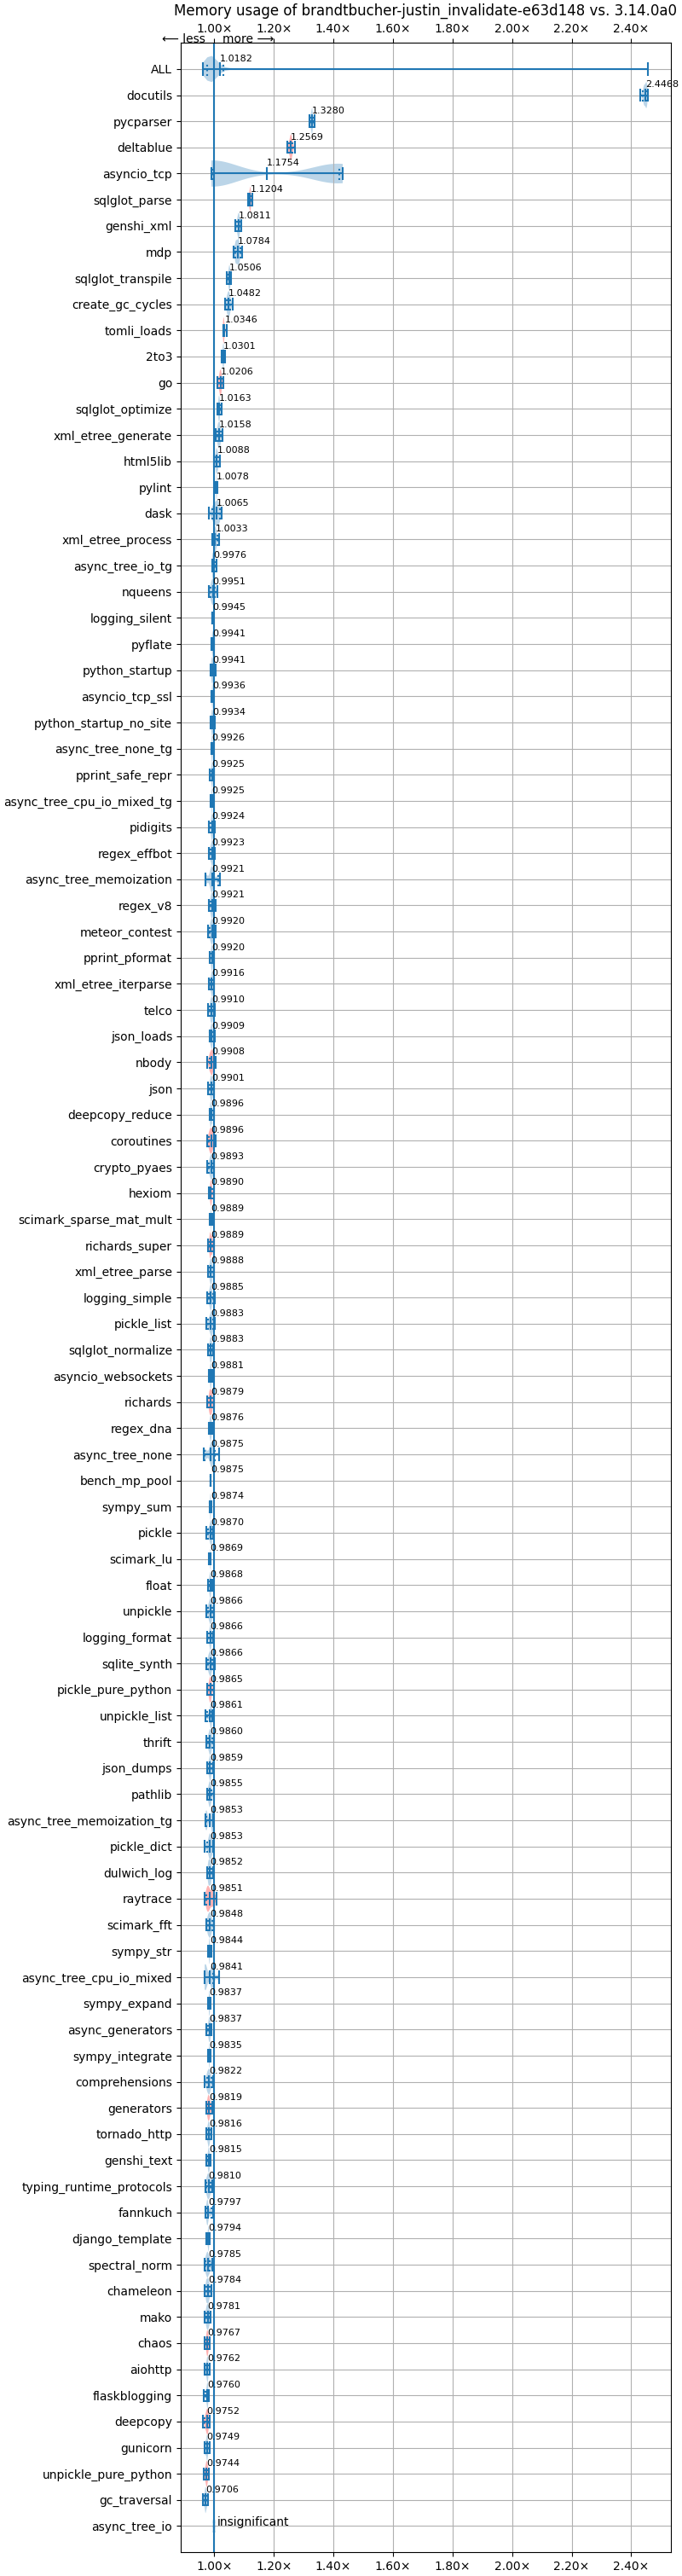 Memory usage of brandtbucher-justin_invalidate-e63d148 vs. 3.14.0a0
1.00× 1.20× 1.40× 1.60× 1.80× 2.00× 2.20× 2.40×
⟵ less more ⟶
ALL 1.0182
docutils 2.4468
pycparser 1.3280
deltablue 1.2569
asyncio_tcp 1.1754
sqlglot_parse 1.1204
genshi_xml 1.0811
mdp 1.0784
sqlglot_transpile 1.0506
create_gc_cycles 1.0482
tomli_loads 1.0346
2to3 1.0301
go 1.0206
sqlglot_optimize 1.0163
xml_etree_generate 1.0158
html5lib 1.0088
pylint 1.0078
dask 1.0065
xml_etree_process 1.0033
async_tree_io_tg 0.9976
nqueens 0.9951
logging_silent 0.9945
pyflate 0.9941
python_startup 0.9941
asyncio_tcp_ssl 0.9936
python_startup_no_site 0.9934
async_tree_none_tg 0.9926
pprint_safe_repr 0.9925
async_tree_cpu_io_mixed_tg 0.9925
pidigits 0.9924
regex_effbot 0.9923
async_tree_memoization 0.9921
regex_v8 0.9921
meteor_contest 0.9920
pprint_pformat 0.9920
xml_etree_iterparse 0.9916
telco 0.9910
json_loads 0.9909
nbody 0.9908
json 0.9901
deepcopy_reduce 0.9896
coroutines 0.9896
crypto_pyaes 0.9893
hexiom 0.9890
scimark_sparse_mat_mult 0.9889
richards_super 0.9889
xml_etree_parse 0.9888
logging_simple 0.9885
pickle_list 0.9883
sqlglot_normalize 0.9883
asyncio_websockets 0.9881
richards 0.9879
regex_dna 0.9876
async_tree_none 0.9875
bench_mp_pool 0.9875
sympy_sum 0.9874
pickle 0.9870
scimark_lu 0.9869
float 0.9868
unpickle 0.9866
logging_format 0.9866
sqlite_synth 0.9866
pickle_pure_python 0.9865
unpickle_list 0.9861
thrift 0.9860
json_dumps 0.9859
pathlib 0.9855
async_tree_memoization_tg 0.9853
pickle_dict 0.9853
dulwich_log 0.9852
raytrace 0.9851
scimark_fft 0.9848
sympy_str 0.9844
async_tree_cpu_io_mixed 0.9841
sympy_expand 0.9837
async_generators 0.9837
sympy_integrate 0.9835
comprehensions 0.9822
generators 0.9819
tornado_http 0.9816
genshi_text 0.9815
typing_runtime_protocols 0.9810
fannkuch 0.9797
django_template 0.9794
spectral_norm 0.9785
chameleon 0.9784
mako 0.9781
chaos 0.9767
aiohttp 0.9762
flaskblogging 0.9760
deepcopy 0.9752
gunicorn 0.9749
unpickle_pure_python 0.9744
gc_traversal 0.9706
async_tree_io insignificant
1.00× 1.20× 1.40× 1.60× 1.80× 2.00× 2.20× 2.40×